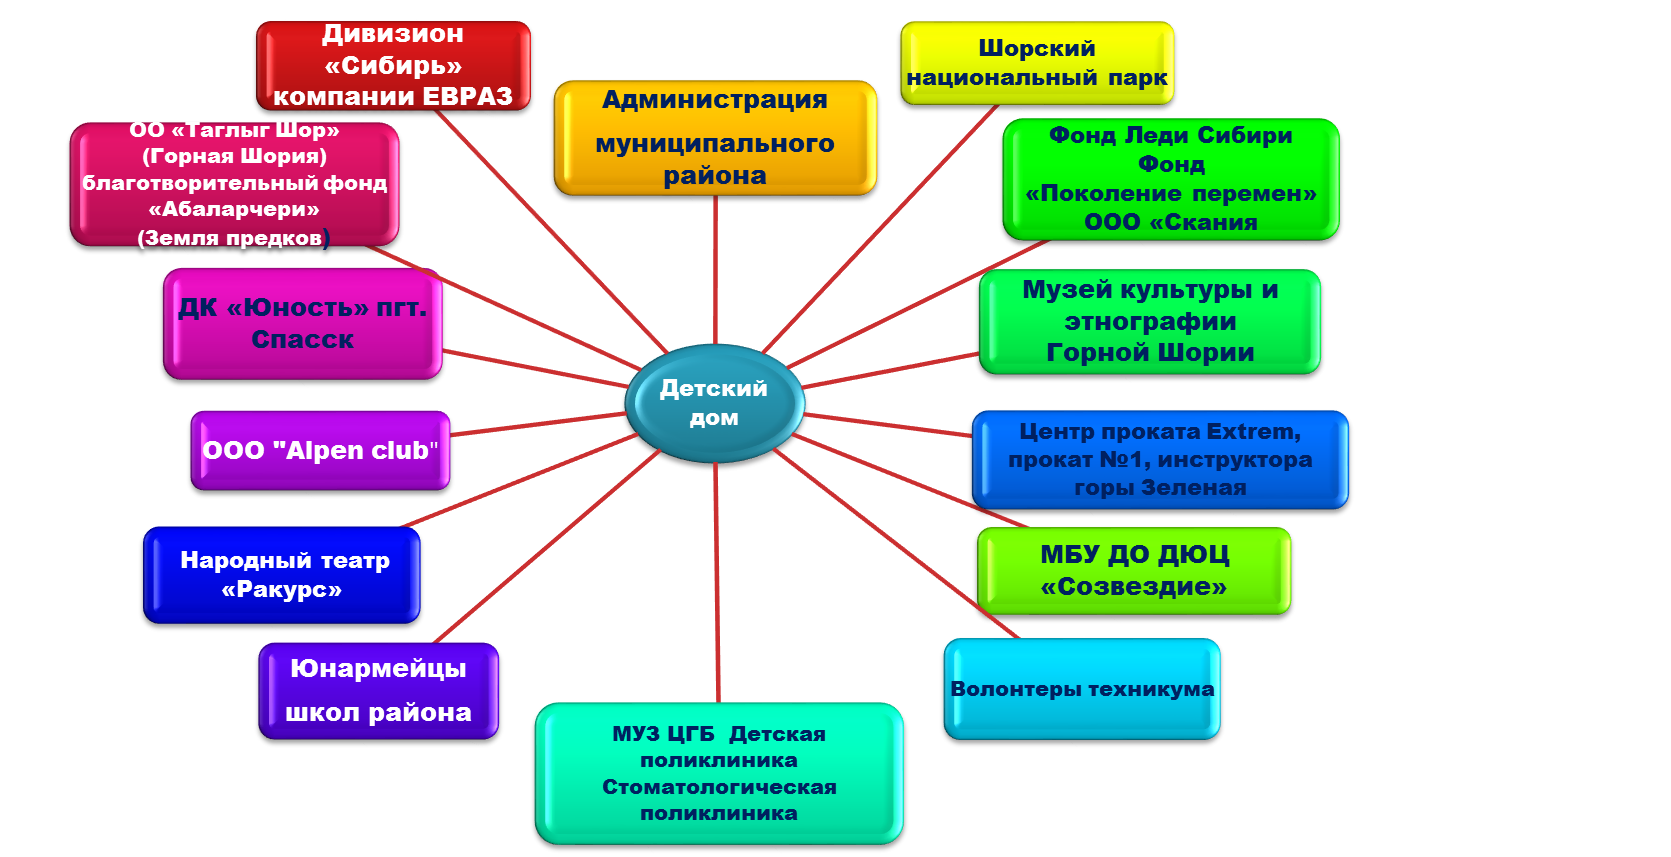 Дивизион
«Сибирь»
компании ЕВРАЗ
Администрация
муниципального
района
Шорский
национальный парк
ОО «Таглыг Шор»
(Горная Шория)
благотворительный фонд
«Абаларчери»
(Земля предков)
Фонд Леди Сибири
Фонд
«Поколение перемен»
ООО «Скания
ДК «Юность» пгт.
Спасск
Музей культуры и
этнографии
Горной Шории
Детский
дом
ООО "Alpen club"
Центр проката Extrem,
прокат №1, инструктора
горы Зеленая
Народный театр
«Ракурс»
МБУ ДО ДЮЦ
«Созвездие»
Юнармейцы
школ района
Волонтеры техникума
МУЗ ЦГБ  Детская
поликлиника
Стоматологическая
поликлиника